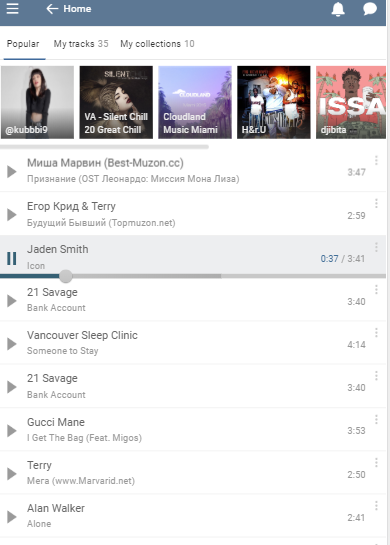 Home
Popular My tracks 35 My collections 10
@kubbbi9
SILENT
VA - Silent Chill
20 Great Chill
CLOUDLAND
Cloudland
Music Miami
H&r.U
ISSA
djibita
Миша Марвин (Best-Muzon.cc)
Признание (OST Леонардо: Миссия Мона Лиза)
3:47
Егор Крид & Terry
Будущий Бывший (Topmuzon.net)
2:59
Jaden Smith
Icon
0:37 / 3:41
21 Savage
Bank Account
3:40
Vancouver Sleep Clinic
Someone to Stay
4:14
21 Savage
Bank Account
3:40
Gucci Mane
I Get The Bag (Feat. Migos)
3:53
Terry
Мега (www.Marvarid.net)
2:50
Alan Walker
Alone
2:41